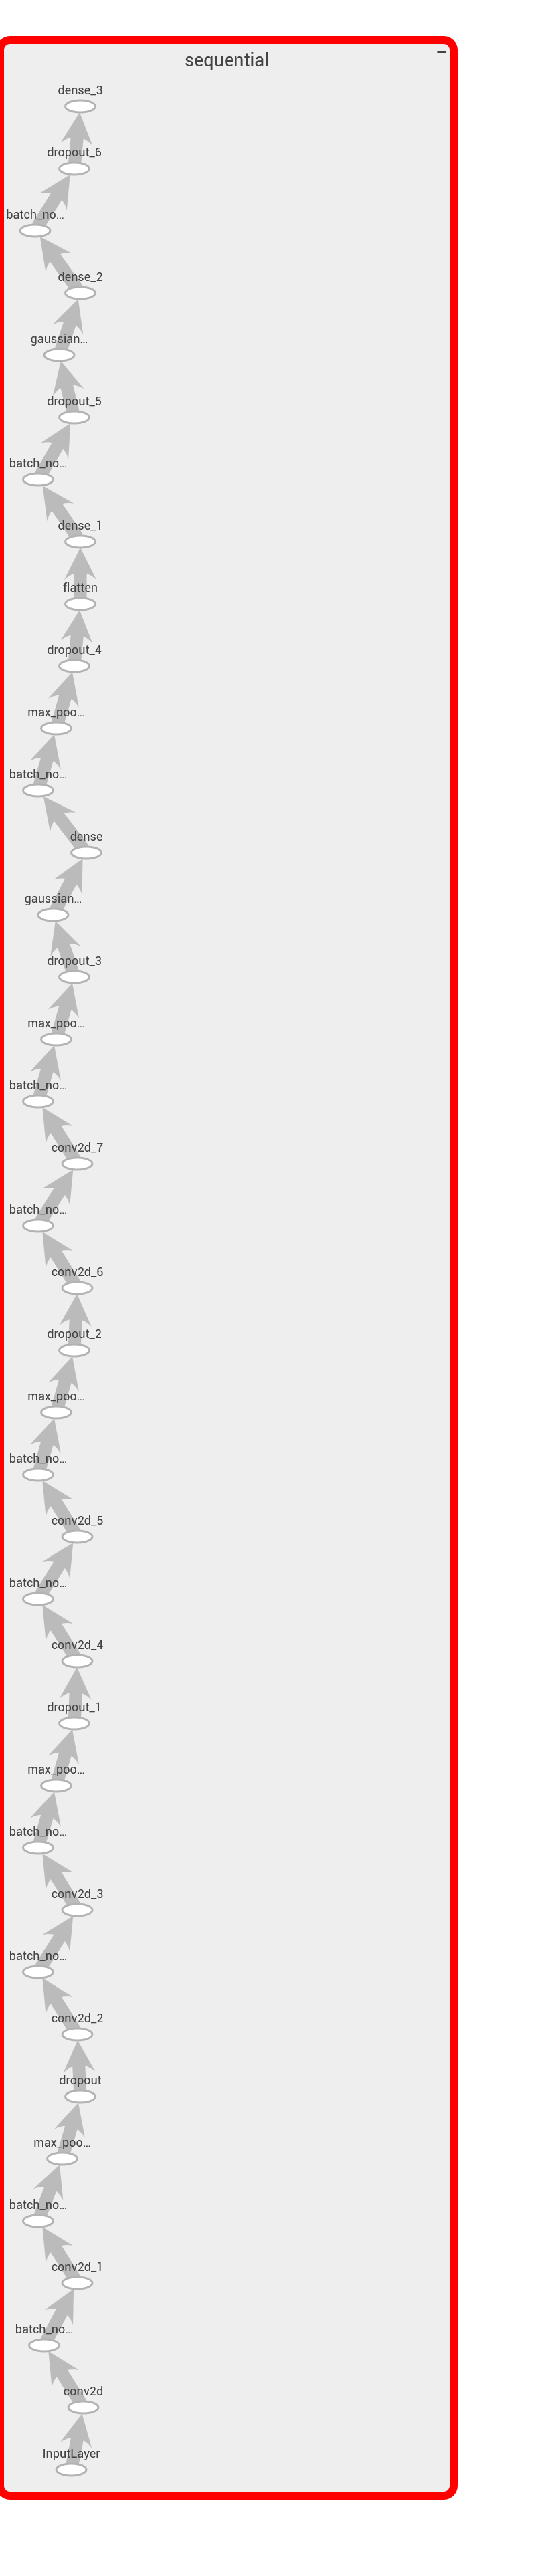 sequential
dense_3
dropout_6
batch_no...
dense_2
gaussian...
dropout_5
batch_no...
dense_1
flatten
dropout_4
max_poo...
batch_no...
dense
gaussian...
dropout_3
max_poo...
batch_no...
conv2d_7
batch_no...
conv2d_6
dropout_2
max_poo...
batch_no...
conv2d_5
batch_no...
conv2d_4
dropout_1
max_poo...
batch_no...
conv2d_3
batch_no...
conv2d_2
dropout
max_poo...
batch_no...
conv2d_1
batch_no...
conv2d
InputLayer